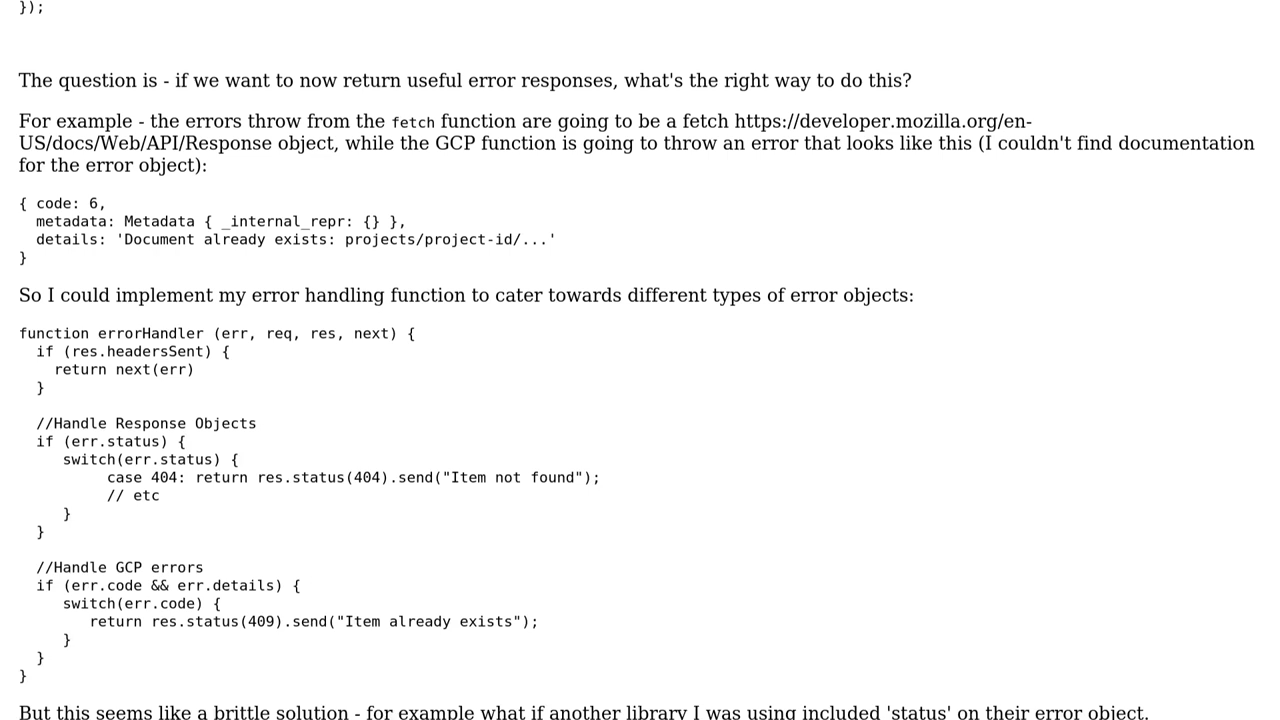 });
The question is - if we want to now return useful error responses, what's the right way to do this?
For example - the errors throw from the fetch function are going to be a fetch https://developer.mozilla.org/en-
US/docs/Web/API/Response object, while the GCP function is going to throw an error that looks like this (I couldn't find documentation
for the error object):
{ code: 6,
  metadata: Metadata { _internal_repr: {} },
  details: 'Document already exists: projects/project-id/...'
}
So I could implement my error handling function to cater towards different types of error objects:
function errorHandler (err, req, res, next) {
  if (res.headersSent) {
    return next(err)
  }
  //Handle Response Objects
  if (err.status) {
     switch(err.status) {
          case 404: return res.status(404).send("Item not found");
          // etc
     }
  }
  //Handle GCP errors
  if (err.code && err.details) {
     switch(err.code) {
        return res.status(409).send("Item already exists");
     }
  }
}
But this seems like a brittle solution - for example what if another library I was using included 'status' on their error object.